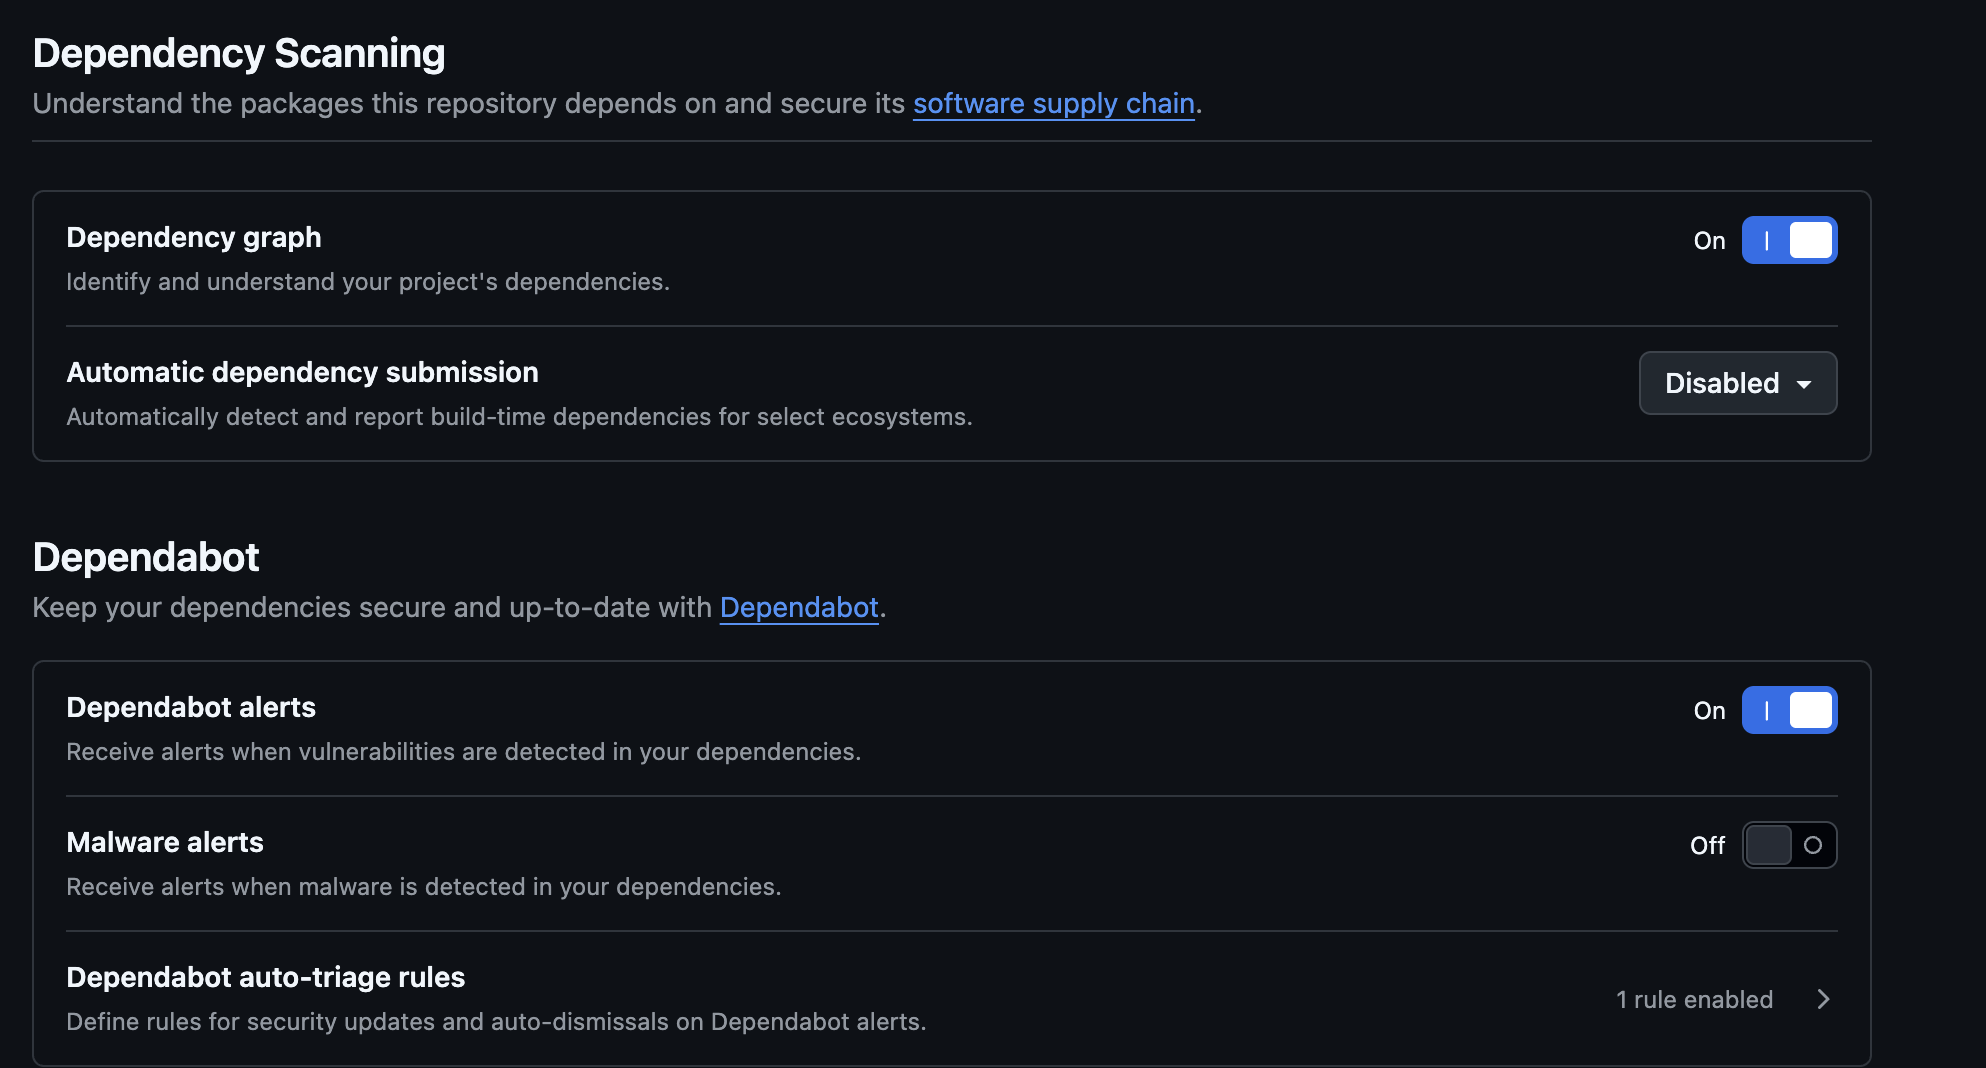 Dependency Scanning
Understand the packages this repository depends on and secure its software supply chain.
Dependency graph
On
Identify and understand your project's dependencies.
Automatic dependency submission
Disabled
Automatically detect and report build-time dependencies for select ecosystems.
Dependabot
Keep your dependencies secure and up-to-date with Dependabot.
Dependabot alerts
On
Receive alerts when vulnerabilities are detected in your dependencies.
Malware alerts
Off
Receive alerts when malware is detected in your dependencies.
Dependabot auto-triage rules
1 rule enabled
Define rules for security updates and auto-dismissals on Dependabot alerts.